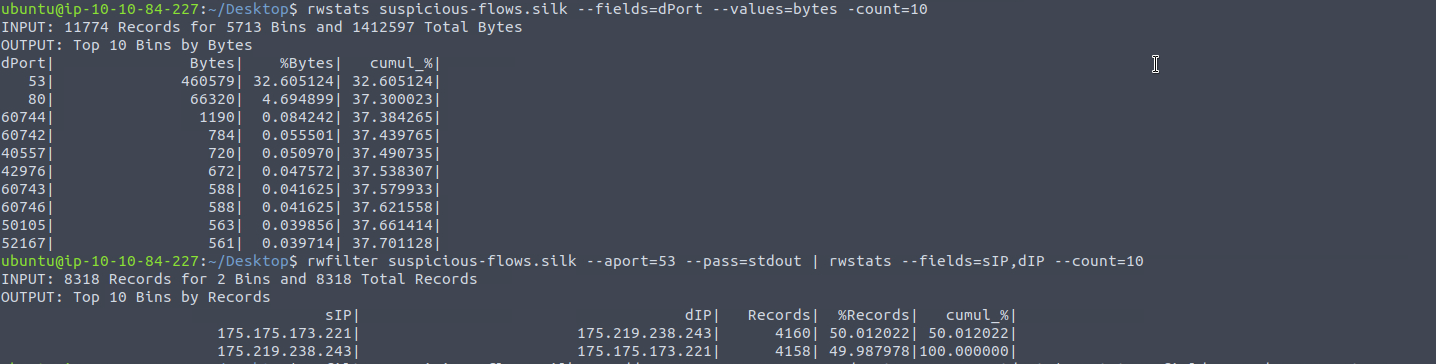 ubuntu@ip-10-10-84-227:~/Desktop$ rwstats suspicious-flows.silk --fields=dPort --values=bytes -count=10
INPUT: 11774 Records for 5713 Bins and 1412597 Total Bytes
OUTPUT: Top 10 Bins by Bytes
dPort|               Bytes|    %Bytes|   cumul_%|
   53|              460579| 32.605124| 32.605124|
   80|               66320|  4.694899| 37.300023|
60744|                1190|  0.084242| 37.384265|
60742|                 784|  0.055501| 37.439765|
40557|                 720|  0.050970| 37.490735|
42976|                 672|  0.047572| 37.538307|
60743|                 588|  0.041625| 37.579933|
60746|                 588|  0.041625| 37.621558|
50105|                 563|  0.039856| 37.661414|
52167|                 561|  0.039714| 37.701128|
ubuntu@ip-10-10-84-227:~/Desktop$ rwfilter suspicious-flows.silk --aport=53 --pass=stdout | rwstats --fields=sIP,dIP --count=10
INPUT: 8318 Records for 2 Bins and 8318 Total Records
OUTPUT: Top 10 Bins by Records
                                    sIP|                                    dIP|   Records|  %Records|   cumul_%|
                        175.175.173.221|                        175.219.238.243|      4160| 50.012022| 50.012022|
                        175.219.238.243|                        175.175.173.221|      4158| 49.987978|100.000000|